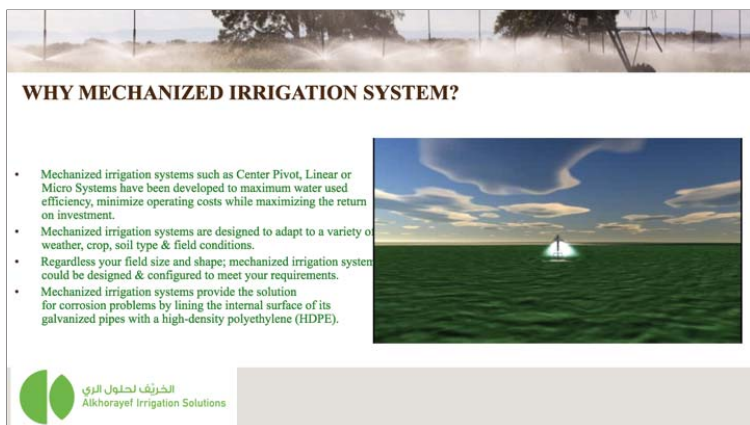 WHY MECHANIZED IRRIGATION SYSTEM?
• Mechanized irrigation systems such as Center Pivot, Linear or
Micro Systems have been developed to maximum water used
efficiency, minimize operating costs while maximizing the return
on investment.
• Mechanized irrigation systems are designed to adapt to a variety of
weather, crop, soil type & field conditions.
• Regardless your field size and shape; mechanized irrigation system
could be designed & configured to meet your requirements.
• Mechanized irrigation systems provide the solution
for corrosion problems by lining the internal surface of its
galvanized pipes with a high-density polyethylene (HDPE).
الخريّف لحلول الري
Alkhorayef Irrigation Solutions